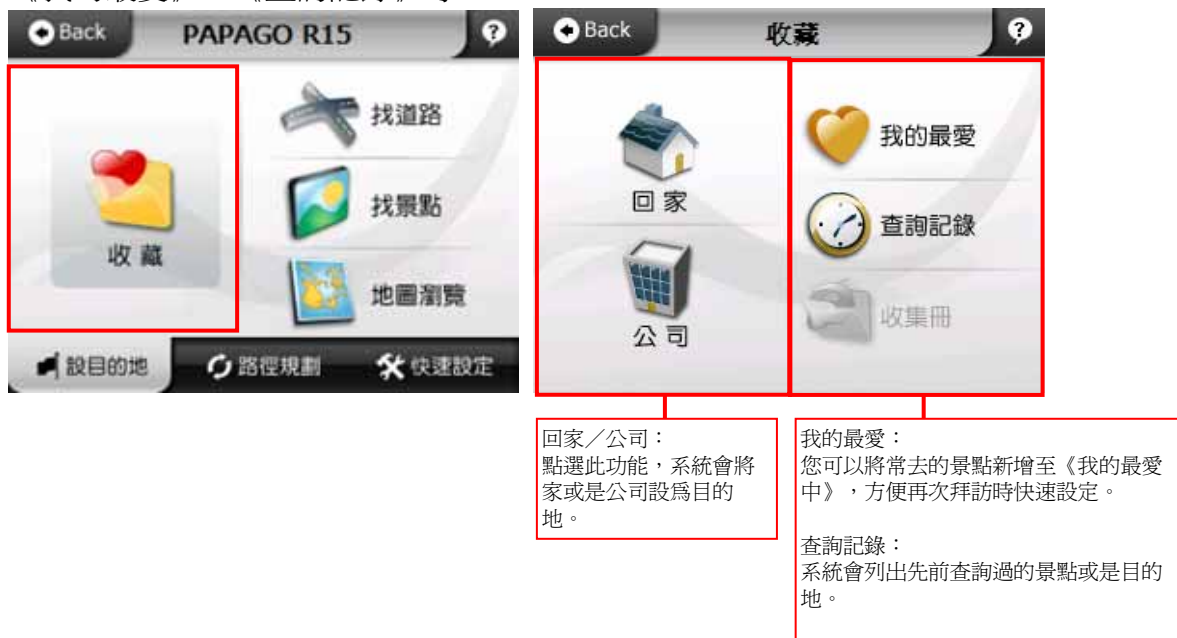 Back
PAPAGO R15
?
收藏
找道路
找景點
地圖瀏覽
設目的地
路徑規劃
快速設定
Back
收藏
?
回家
公司
我的最愛
查詢記錄
收集冊
回家／公司：
點選此功能，系統會將
家或是公司設爲目的
地。
我的最愛：
您可以將常去的景點新增至《我的最愛
中》，方便再次拜訪時快速設定。
查詢記錄：
系統會列出先前查詢過的景點或是目的
地。